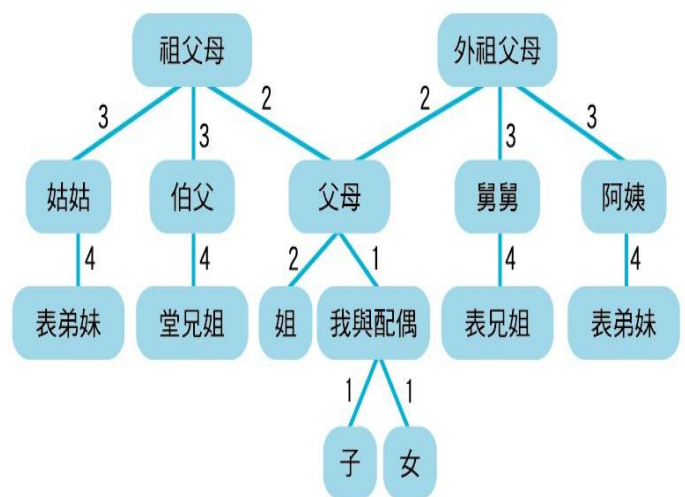 祖父母 外祖父母
3 3 2 2 3 3
姑姑 伯父 父母 舅舅 阿姨
4 4 2 1 4 4
表弟妹 堂兄姐 姐 我與配偶 表兄姐 表弟妹
1 1
子 女